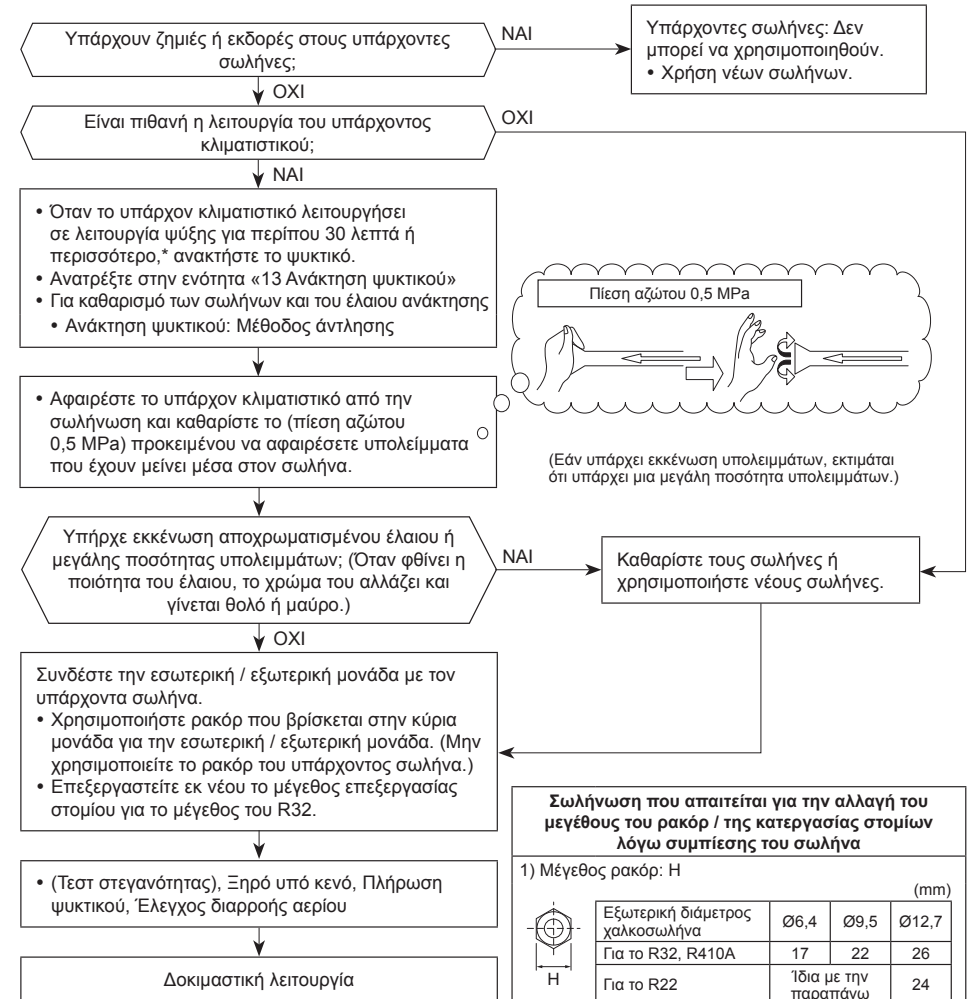 Υπάρχουν ζημιές ή εκδορές στους υπάρχοντες
σωλήνες;
ΝΑΙ
Υπάρχοντες σωλήνες: Δεν
μπορεί να χρησιμοποιηθούν.
• Χρήση νέων σωλήνων.
ΟΧΙ
Είναι πιθανή η λειτουργία του υπάρχοντος
κλιματιστικού;
ΟΧΙ
ΝΑΙ
• Όταν το υπάρχον κλιματιστικό λειτουργήσει
σε λειτουργία ψύξης για περίπου 30 λεπτά ή
περισσότερο,* ανακτήστε το ψυκτικό.
• Ανατρέξτε στην ενότητα «13 Ανάκτηση ψυκτικού»
• Για καθαρισμό των σωλήνων και του έλαιου ανάκτησης
• Ανάκτηση ψυκτικού: Μέθοδος άντλησης
Πίεση αζώτου 0,5 MPa
• Αφαιρέστε το υπάρχον κλιματιστικό από την
σωλήνωση και καθαρίστε το (πίεση αζώτου
0,5 MPa) προκειμένου να αφαιρέσετε υπολείμματα
που έχουν μείνει μέσα στον σωλήνα.
(Εάν υπάρχει εκκένωση υπολειμμάτων, εκτιμάται
ότι υπάρχει μια μεγάλη ποσότητα υπολειμμάτων.)
Υπήρχε εκκένωση αποχρωματισμένου έλαιου ή
μεγάλης ποσότητας υπολειμμάτων; (Όταν φθίνει η
ποιότητα του έλαιου, το χρώμα του αλλάζει και
γίνεται θολό ή μαύρο.)
ΝΑΙ
Καθαρίστε τους σωλήνες ή
χρησιμοποιήστε νέους σωλήνες.
ΟΧΙ
Συνδέστε την εσωτερική / εξωτερική μονάδα με τον
υπάρχοντα σωλήνα.
• Χρησιμοποιήστε ρακόρ που βρίσκεται στην κύρια
μονάδα για την εσωτερική / εξωτερική μονάδα. (Μην
χρησιμοποιείτε το ρακόρ του υπάρχοντος σωλήνα.)
• Επεξεργαστείτε εκ νέου το μέγεθος επεξεργασίας
στομίου για το μέγεθος του R32.
• (Τεστ στεγανότητας), Ξηρό υπό κενό, Πλήρωση
ψυκτικού, Έλεγχος διαρροής αερίου
Δοκιμαστική λειτουργία
Σωλήνωση που απαιτείται για την αλλαγή του
μεγέθους του ρακόρ / της κατεργασίας στομίων
λόγω συμπίεσης του σωλήνα
1) Μέγεθος ρακόρ: H
(mm)
H
Εξωτερική διάμετρος
χαλκοσωλήνα
Ø6,4 Ø9,5 Ø12,7
Για το R32, R410A 17 22 26
Για το R22
Ίδια με την
παραπάνω
24